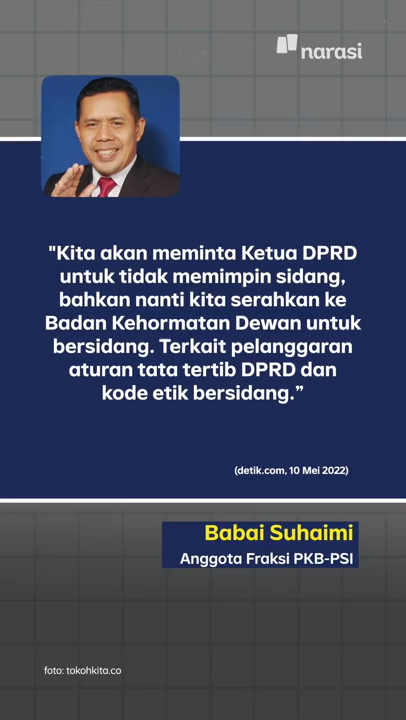 narasi
"Kita akan meminta Ketua DPRD
untuk tidak memimpin sidang,
bahkan nanti kita serahkan ke
Badan Kehormatan Dewan untuk
bersidang. Terkait pelanggaran
aturan tata tertib DPRD dan
kode etik bersidang.”
(detik.com, 10 Mei 2022)
Babai Suhaimi
Anggota Fraksi PKB-PSI
foto: tokohkita.co